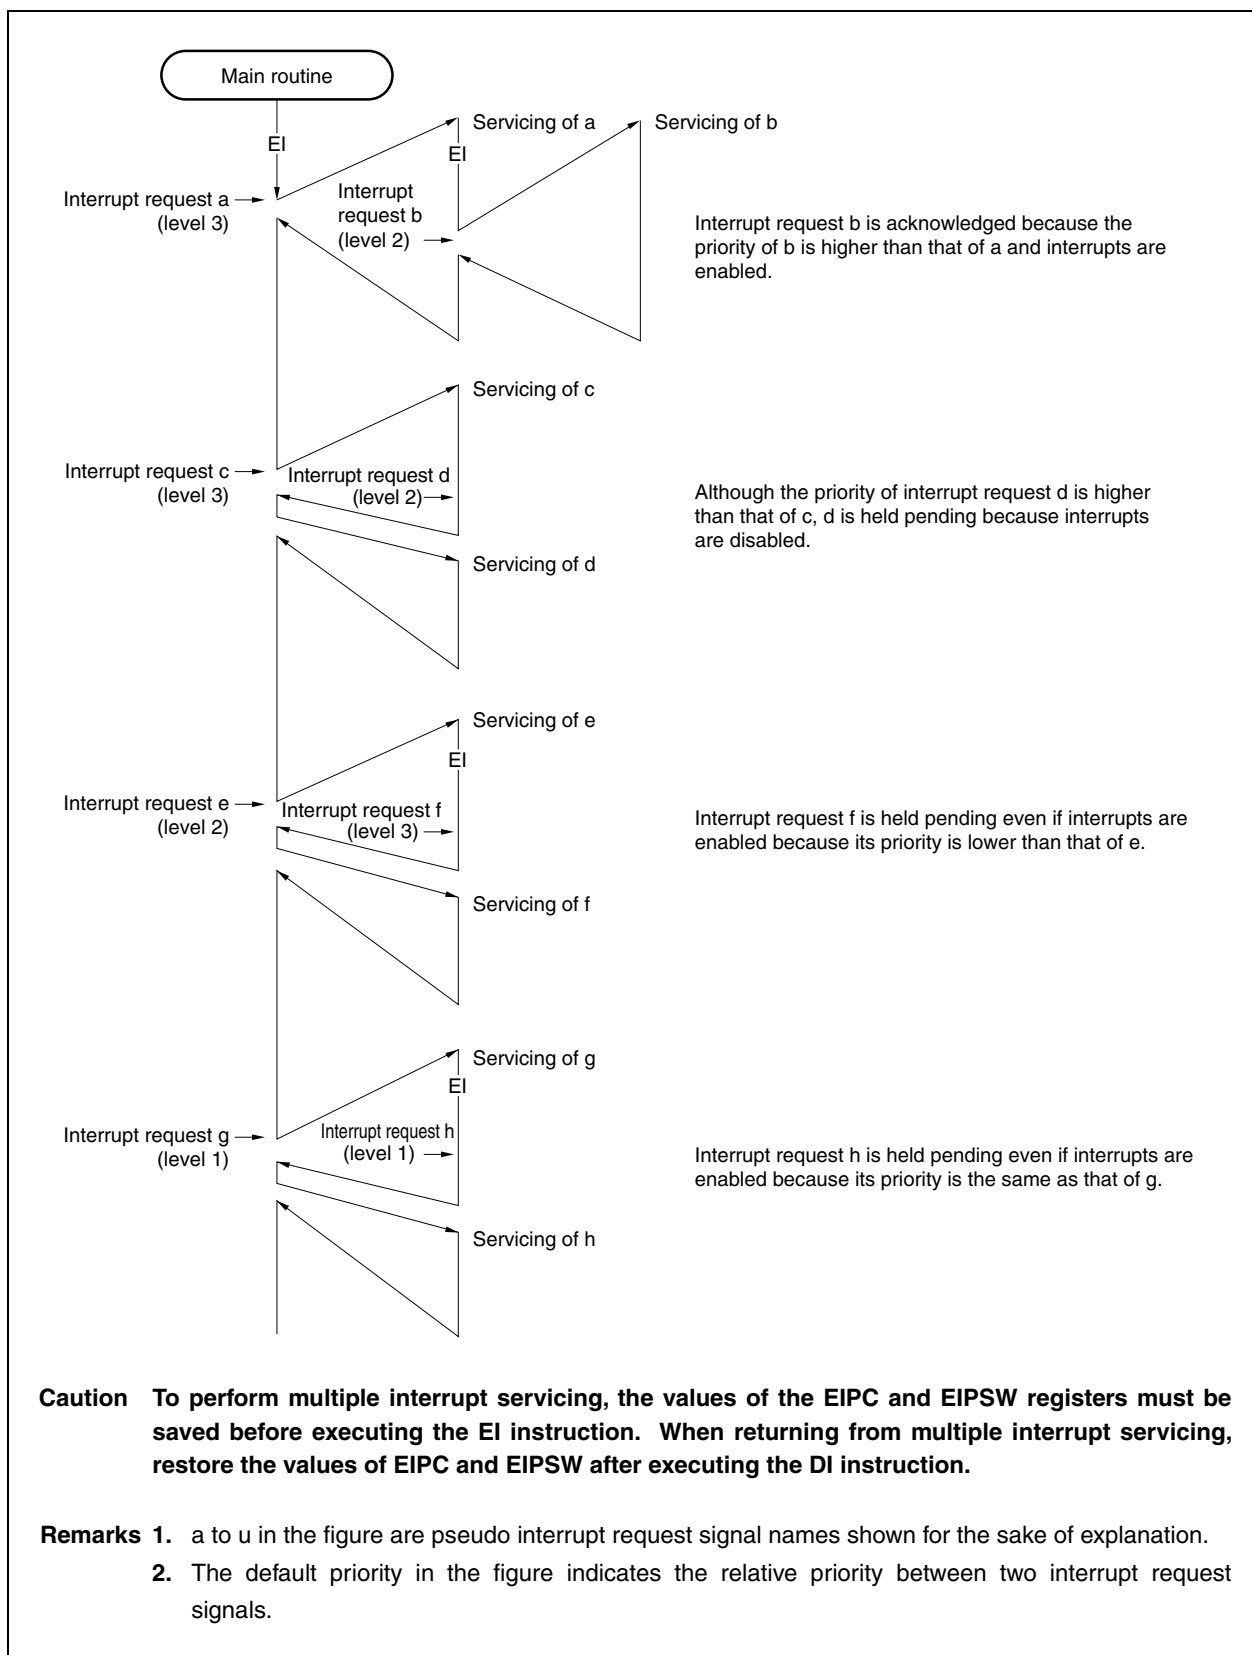 Main routine
EI
Servicing of a
Servicing of b
EI
Interrupt request a
(level 3)
Interrupt
request b
(level 2)
Interrupt request b is acknowledged because the
priority of b is higher than that of a and interrupts are
enabled.
Servicing of c
Interrupt request c
(level 3)
Interrupt request d
(level 2)
Although the priority of interrupt request d is higher
than that of c, d is held pending because interrupts
are disabled.
Servicing of d
Servicing of e
EI
Interrupt request e
(level 2)
Interrupt request f
(level 3)
Interrupt request f is held pending even if interrupts are
enabled because its priority is lower than that of e.
Servicing of f
Servicing of g
EI
Interrupt request g
(level 1)
Interrupt request h
(level 1)
Interrupt request h is held pending even if interrupts are
enabled because its priority is the same as that of g.
Servicing of h
Caution To perform multiple interrupt servicing, the values of the EIPC and EIPSW registers must be
saved before executing the EI instruction. When returning from multiple interrupt servicing,
restore the values of EIPC and EIPSW after executing the DI instruction.
Remarks 1. a to u in the figure are pseudo interrupt request signal names shown for the sake of explanation.
2. The default priority in the figure indicates the relative priority between two interrupt request
signals.